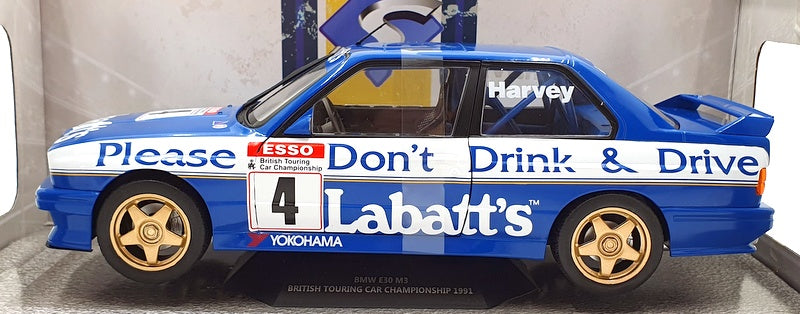 Harvey
Please Don't Drink & Drive
ESSO
British Touring
Car Championship
4
Labatt's™
YOKOHAMA
BMW E30 M3
BRITISH TOURING CAR CHAMPIONSHIP 1991